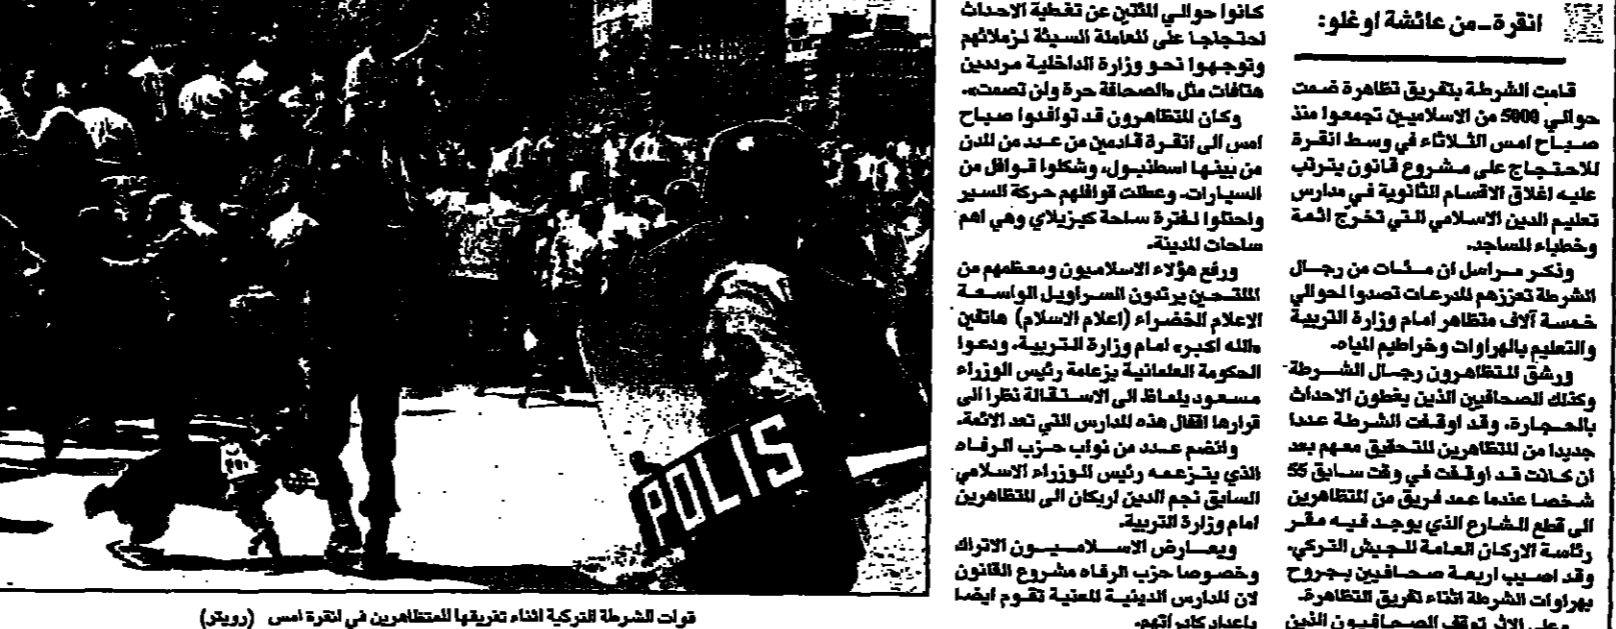 انقرة ـ من عائشة اوغلو:
قامت الشرطة بتفريق تظاهرة ضمت
حوالي 5000 من الاسلاميين تجمعوا منذ
صباح امس الثلاثاء في وسط انقرة
للاحتجاج على مشروع قانون يترتب
عليه اغلاق الاقسام الثانوية في مدارس
تعليم الدين الاسلامي التي تخرج ائمة
وخطباء المساجد.
وذكر مراسل ان مئات من رجال
الشرطة تعززهم المدرعات تصدوا لحوالي
خمسة آلاف متظاهر امام وزارة التربية
والتعليم بالهراوات وخراطيم المياه.
ورشق المتظاهرون رجال الشرطة
وكذلك الصحافيين الذين يغطون الاحداث
بالحجارة. وقد اوقفت الشرطة عددا
جديدا من المتظاهرين للتحقيق معهم بعد
أن كانت قد اوقفت في وقت سابق 55
شخصا عندما عمد فريق من المتظاهرين
الى قطع الشارع الذي يوجد فيه مقر
رئاسة الاركان العامة للجيش التركي.
وقد اصيب اربعة صحافيين بجروح
بهراوات الشرطة اثناء تفريق التظاهرة.
وعلى الاثر توقف الصحافيون الذين
كانوا حوالي المئتين عن تغطية الاحداث
احتجاجا على المعاملة السيئة لزملائهم
وتوجهوا نحو وزارة الداخلية مرددين
هتافات مثل «الصحافة حرة ولن تصمت».
وكان المتظاهرون قد توافدوا صباح
امس الى انقرة قادمين من عدد من المدن
من بينها اسطنبول، وشكلوا قوافل من
السيارات. وعطلت قوافلهم حركة السير
واحتلوا لفترة ساحة كيزيلاي وهي اهم
ساحات المدينة.
ورفع هؤلاء الاسلاميون ومعظمهم من
الملتحين يرتدون السراويل الواسعة
الاعلام الخضراء (اعلام الاسلام) هاتفين
«الله اكبر» امام وزارة التربية. ودعوا
الحكومة العلمانية بزعامة رئيس الوزراء
مسعود يلماظ الى الاستقالة نظرا الى
قرارها اقفال هذه المدارس التي تعد الائمة.
وانضم عدد من نواب حزب الرفاه
الذي يتزعمه رئيس الوزراء الاسلامي
السابق نجم الدين اربكان الى المتظاهرين
امام وزارة التربية.
ويعارض الاسلاميون الاتراك
وخصوصا حزب الرفاه مشروع القانون
لان المدارس الدينية المعنية تقوم ايضا
باعداد كادراتهم.
POLIS
قوات الشرطة التركية اثناء تفريقها للمتظاهرين في انقرة امس (رويتر)